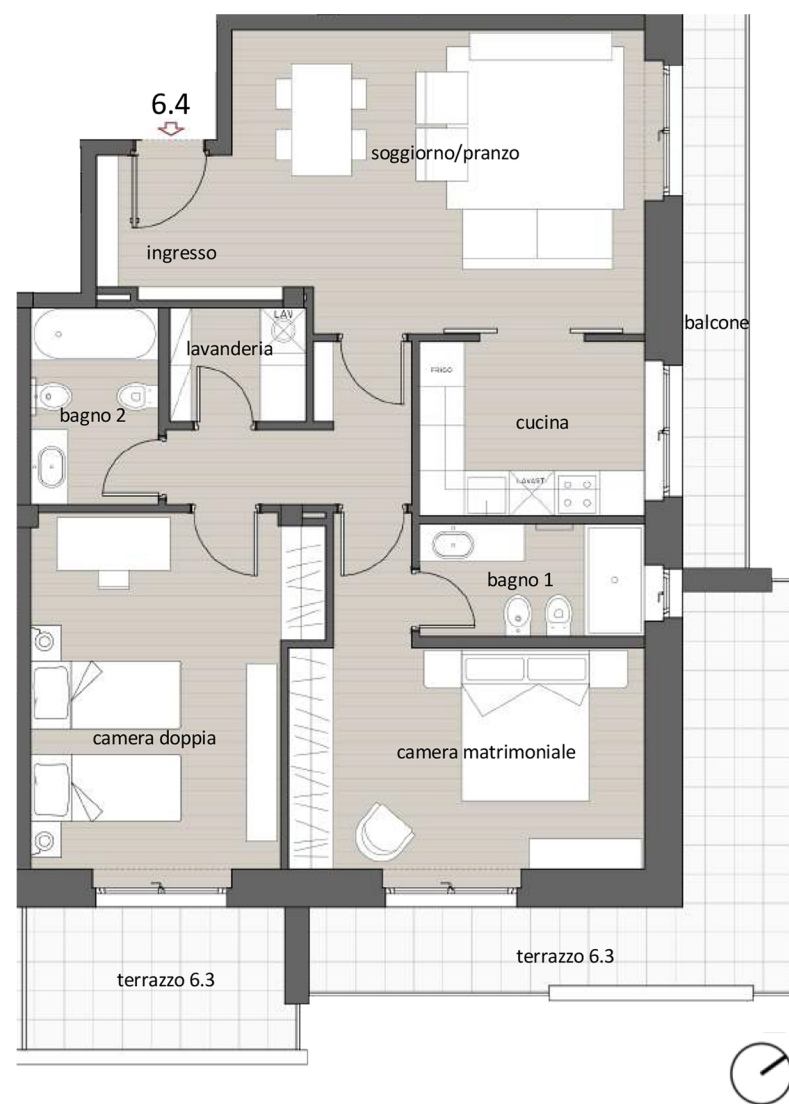 6.4
soggiorno/pranzo
ingresso
balcone
LAV
lavanderia
FRIGO
bagno 2
cucina
LAVAST
bagno 1
camera doppia
camera matrimoniale
terrazzo 6.3
terrazzo 6.3